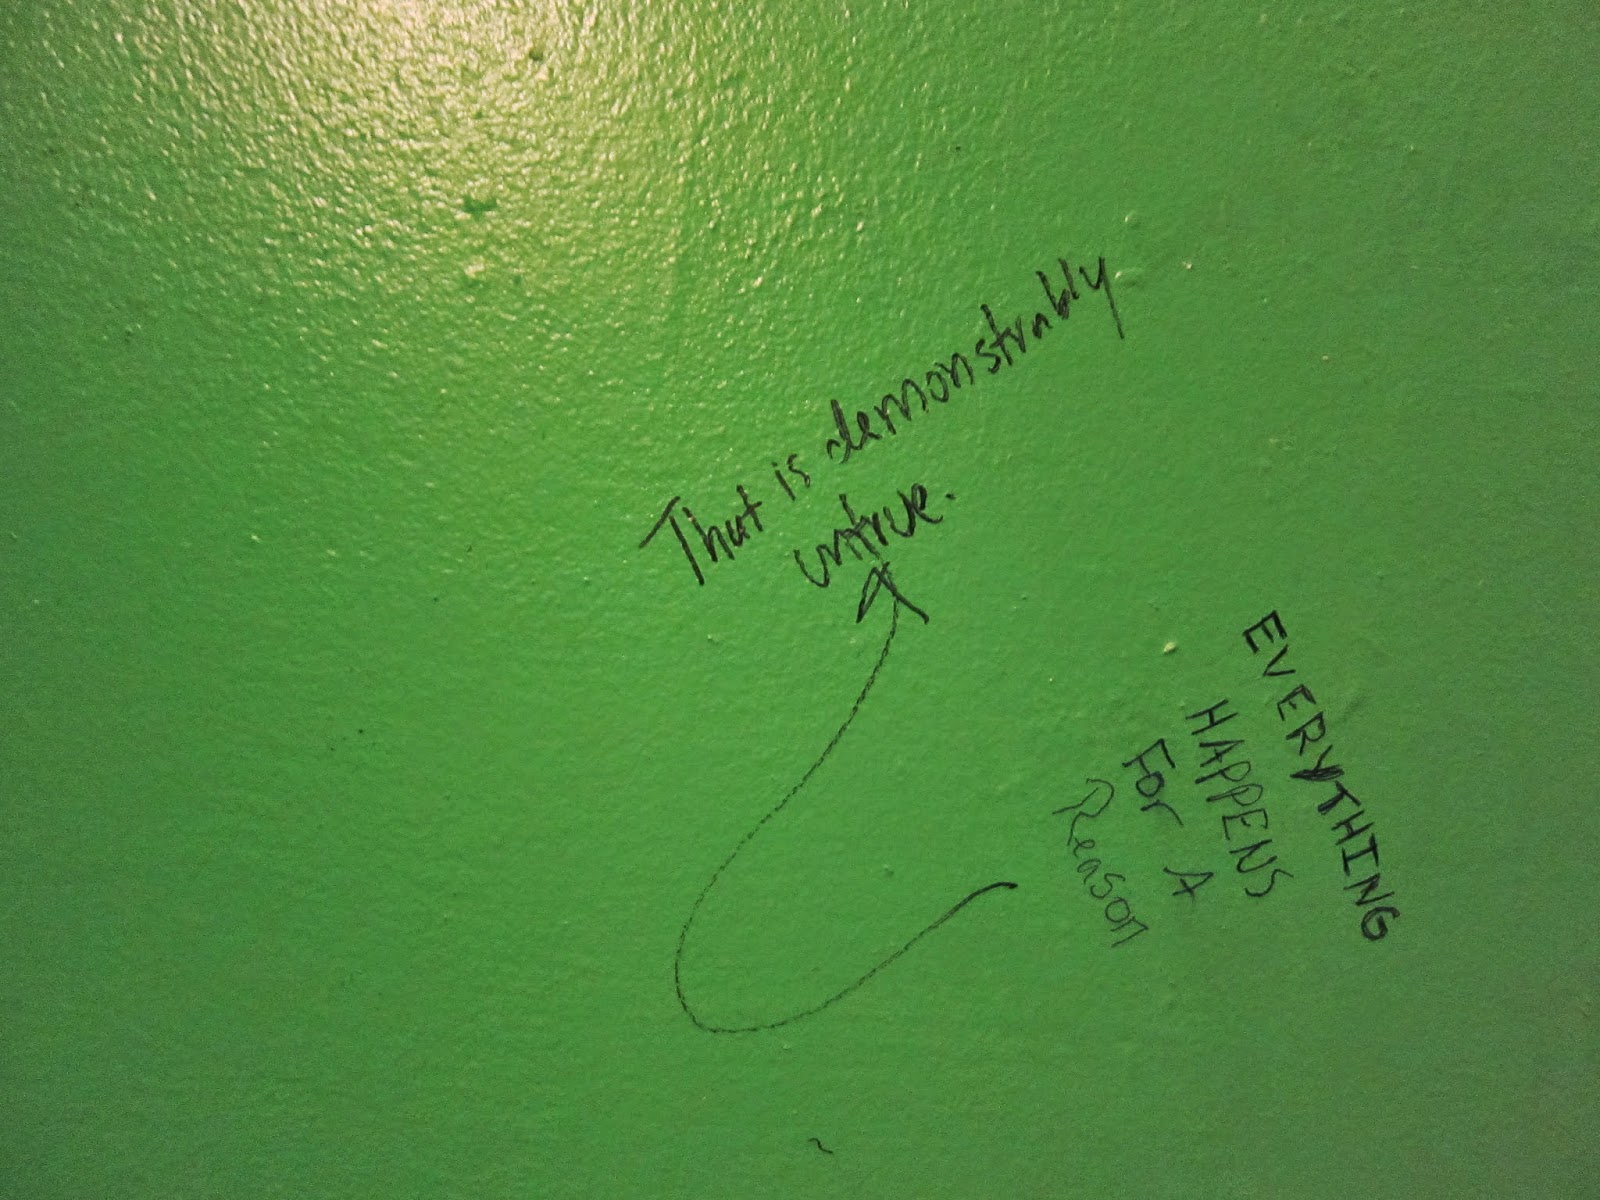 EVERYTHING
HAPPENS
For A
Reason
That is demonstrably
untrue.